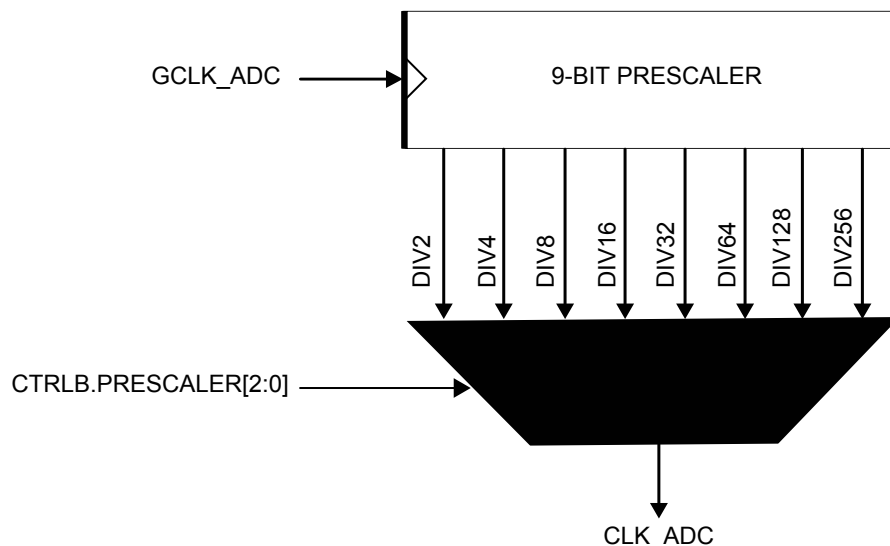 GCLK_ADC
9-BIT PRESCALER
DIV2
DIV4
DIV8
DIV16
DIV32
DIV64
DIV128
DIV256
CTRLB.PRESCALER[2:0]
CLK_ADC